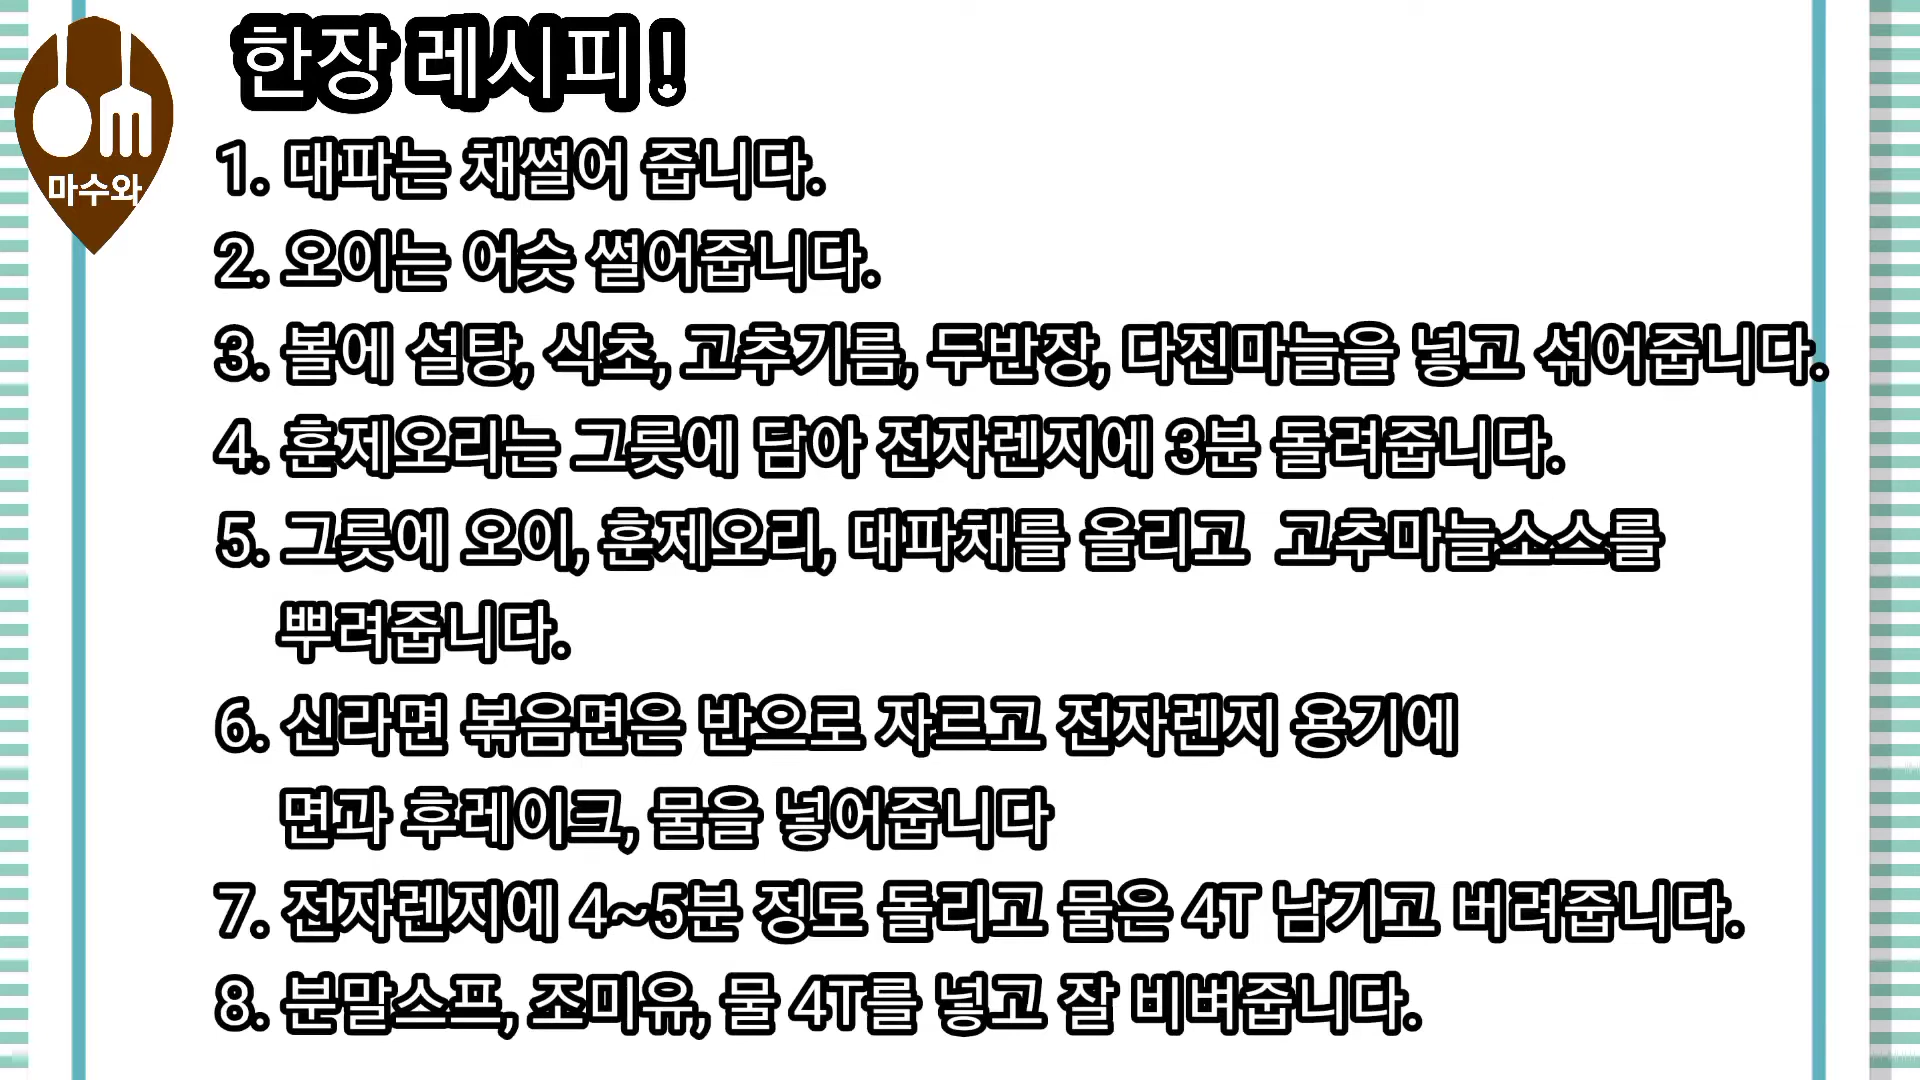 한장 레시피!
마수와
1. 대파는 채썰어 줍니다.
2. 오이는 어슷 썰어줍니다.
3. 볼에 설탕, 식초, 고추기름, 두반장, 다진마늘을 넣고 섞어줍니다.
4. 훈제오리는 그릇에 담아 전자렌지에 3분 돌려줍니다.
5. 그릇에 오이, 훈제오리, 대파채를 올리고 고추마늘소스를
뿌려줍니다.
6. 신라면 볶음면은 반으로 자르고 전자렌지 용기에
면과 후레이크, 물을 넣어줍니다
7. 전자렌지에 4~5분 정도 돌리고 물은 4T 남기고 버려줍니다.
8. 분말스프, 조미유, 물 4T를 넣고 잘 비벼줍니다.